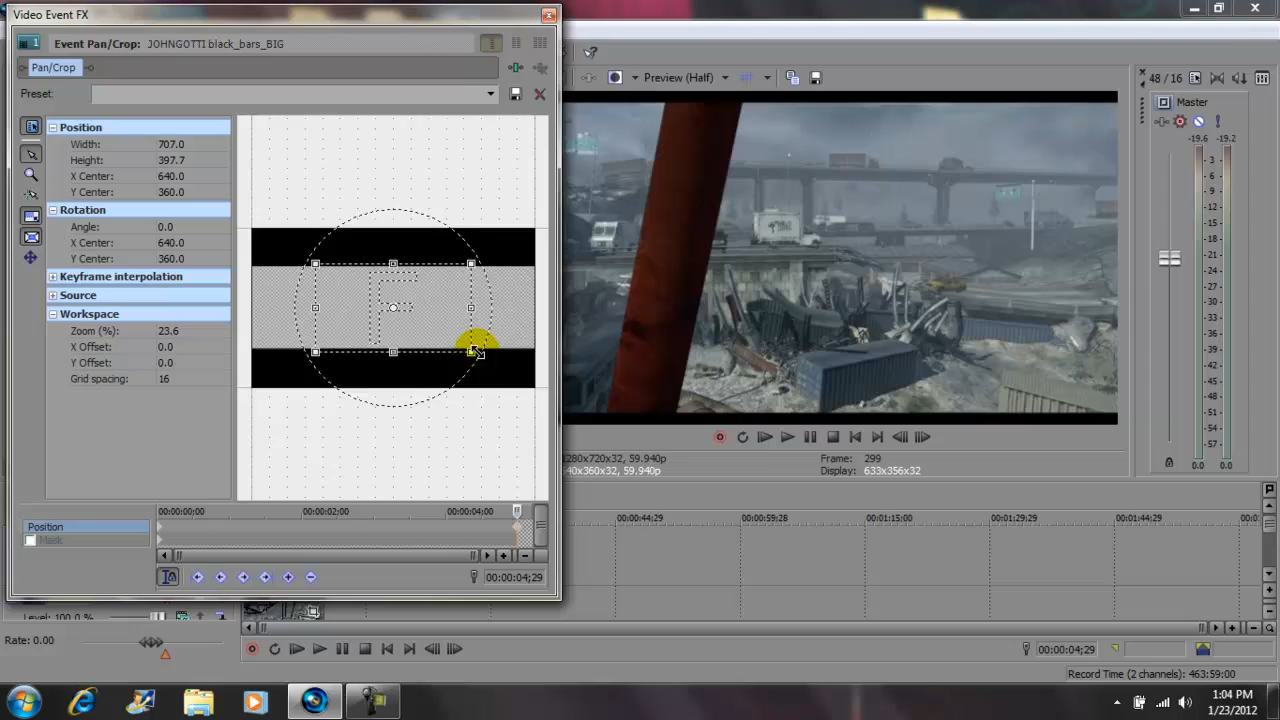 Video Event FX
1
Event Pan/Crop: JOHNGOTTI black_bars_BIG
Pan/Crop
Preset:
Position
Width: 707.0
Height: 397.7
X Center: 640.0
Y Center: 360.0
Rotation
Angle: 0.0
X Center: 640.0
Y Center: 360.0
Keyframe interpolation
Source
Workspace
Zoom (%): 23.6
X Offset: 0.0
Y Offset: 0.0
Grid spacing: 16
00:00:00;00
00:00:02;00
00:00:04;00
Position
Mask
00:00:04;29
Preview (Half)
48 / 16
Master
-19.6 -19.2
3
6
9
12
15
18
21
24
27
30
33
36
39
42
45
48
51
54
57
0.0 0.0
1280x720x32, 59.940p
640x360x32, 59.940p
Frame: 299
Display: 633x356x32
00:00:44;29
00:00:59;28
00:01:15;00
00:01:29;29
00:01:44;29
Level: 100.0 %
Rate: 0.00
00:00:04;29
Record Time (2 channels): 463:59:00
1:04 PM
1/23/2012